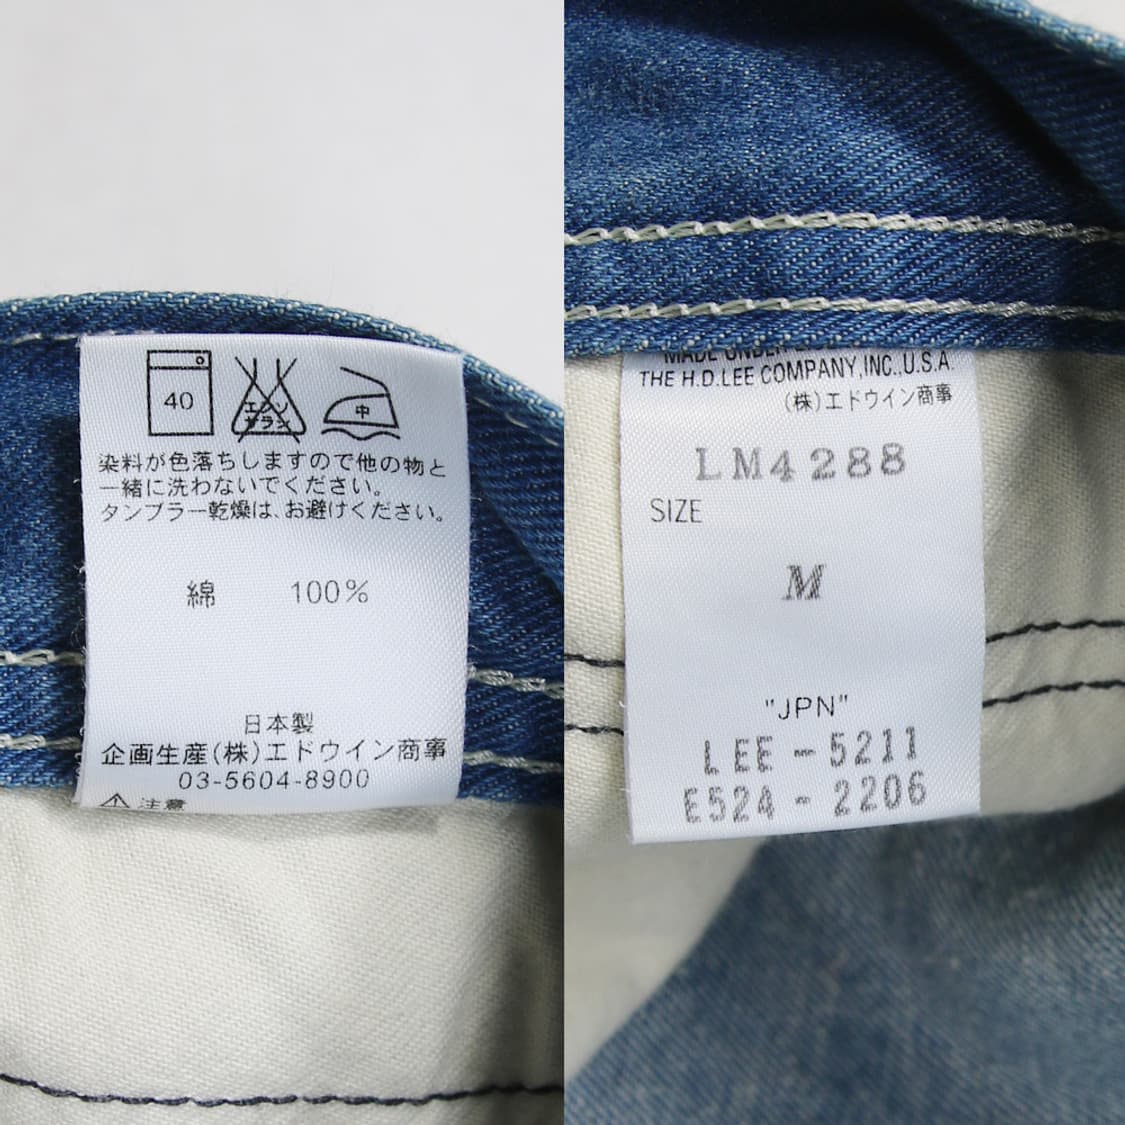 40
エンソ
サラシ
中
染料が色落ちしますので他の物と
一緒に洗わないでください。
タンブラー乾燥は、お避けください。
綿 100%
日本製
企画生産(株)エドウイン商事
03-5604-8900
注意
MADE UNDER
THE H.D.LEE COMPANY,INC.,U.S.A.
(株)エドウイン商事
LM4288
SIZE
M
"JPN"
LEE-5211
E524-2206